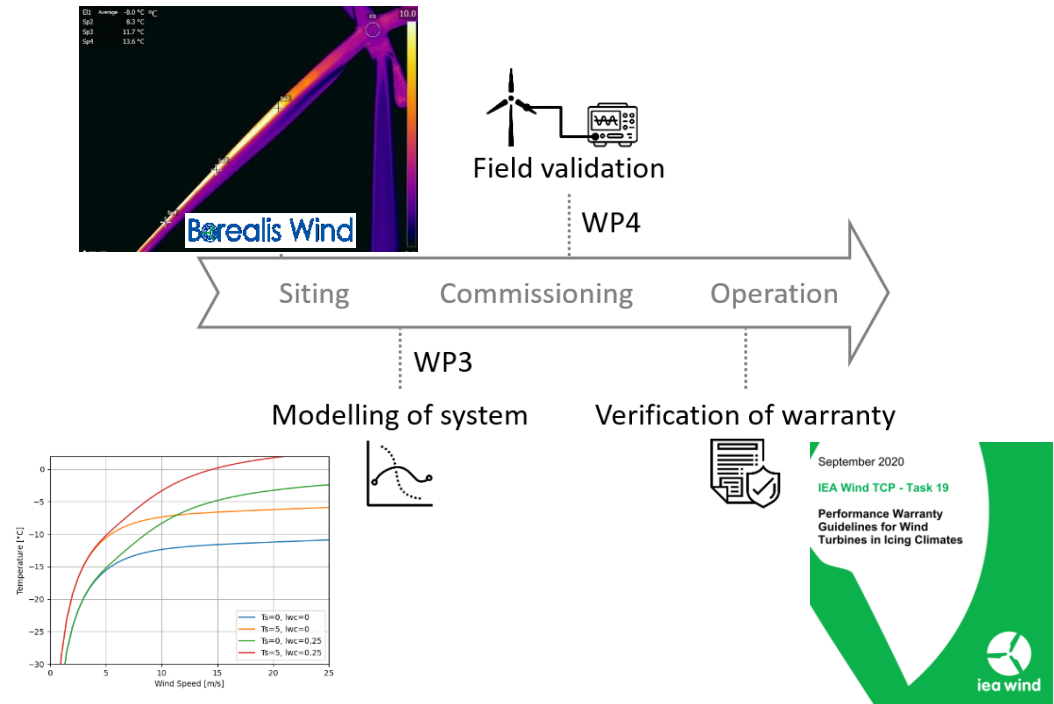 El1 Average -8.0 °C °C
Sp2 8.3 °C
Sp3 11.7 °C
Sp4 13.6 °C
10.0
Borealis Wind
Field validation
WP4
Siting
Commissioning
Operation
WP3
Modelling of system
Verification of warranty
0
−5
−10
−15
−20
−25
−30
Temperature [°C]
Ts=0, lwc=0
Ts=5, lwc=0
Ts=0, lwc=0.25
Ts=5, lwc=0.25
0 5 10 15 20 25
Wind Speed [m/s]
September 2020
IEA Wind TCP - Task 19
Performance Warranty
Guidelines for Wind
Turbines in Icing Climates
iea wind